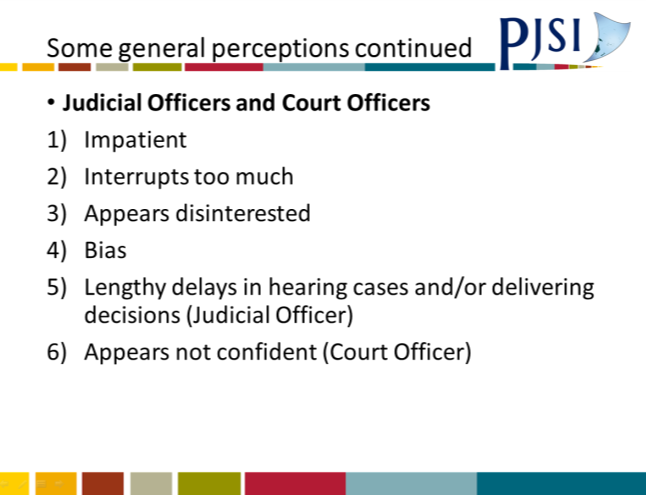 Some general perceptions continued
PJSI
• Judicial Officers and Court Officers
1) Impatient
2) Interrupts too much
3) Appears disinterested
4) Bias
5) Lengthy delays in hearing cases and/or delivering
decisions (Judicial Officer)
6) Appears not confident (Court Officer)